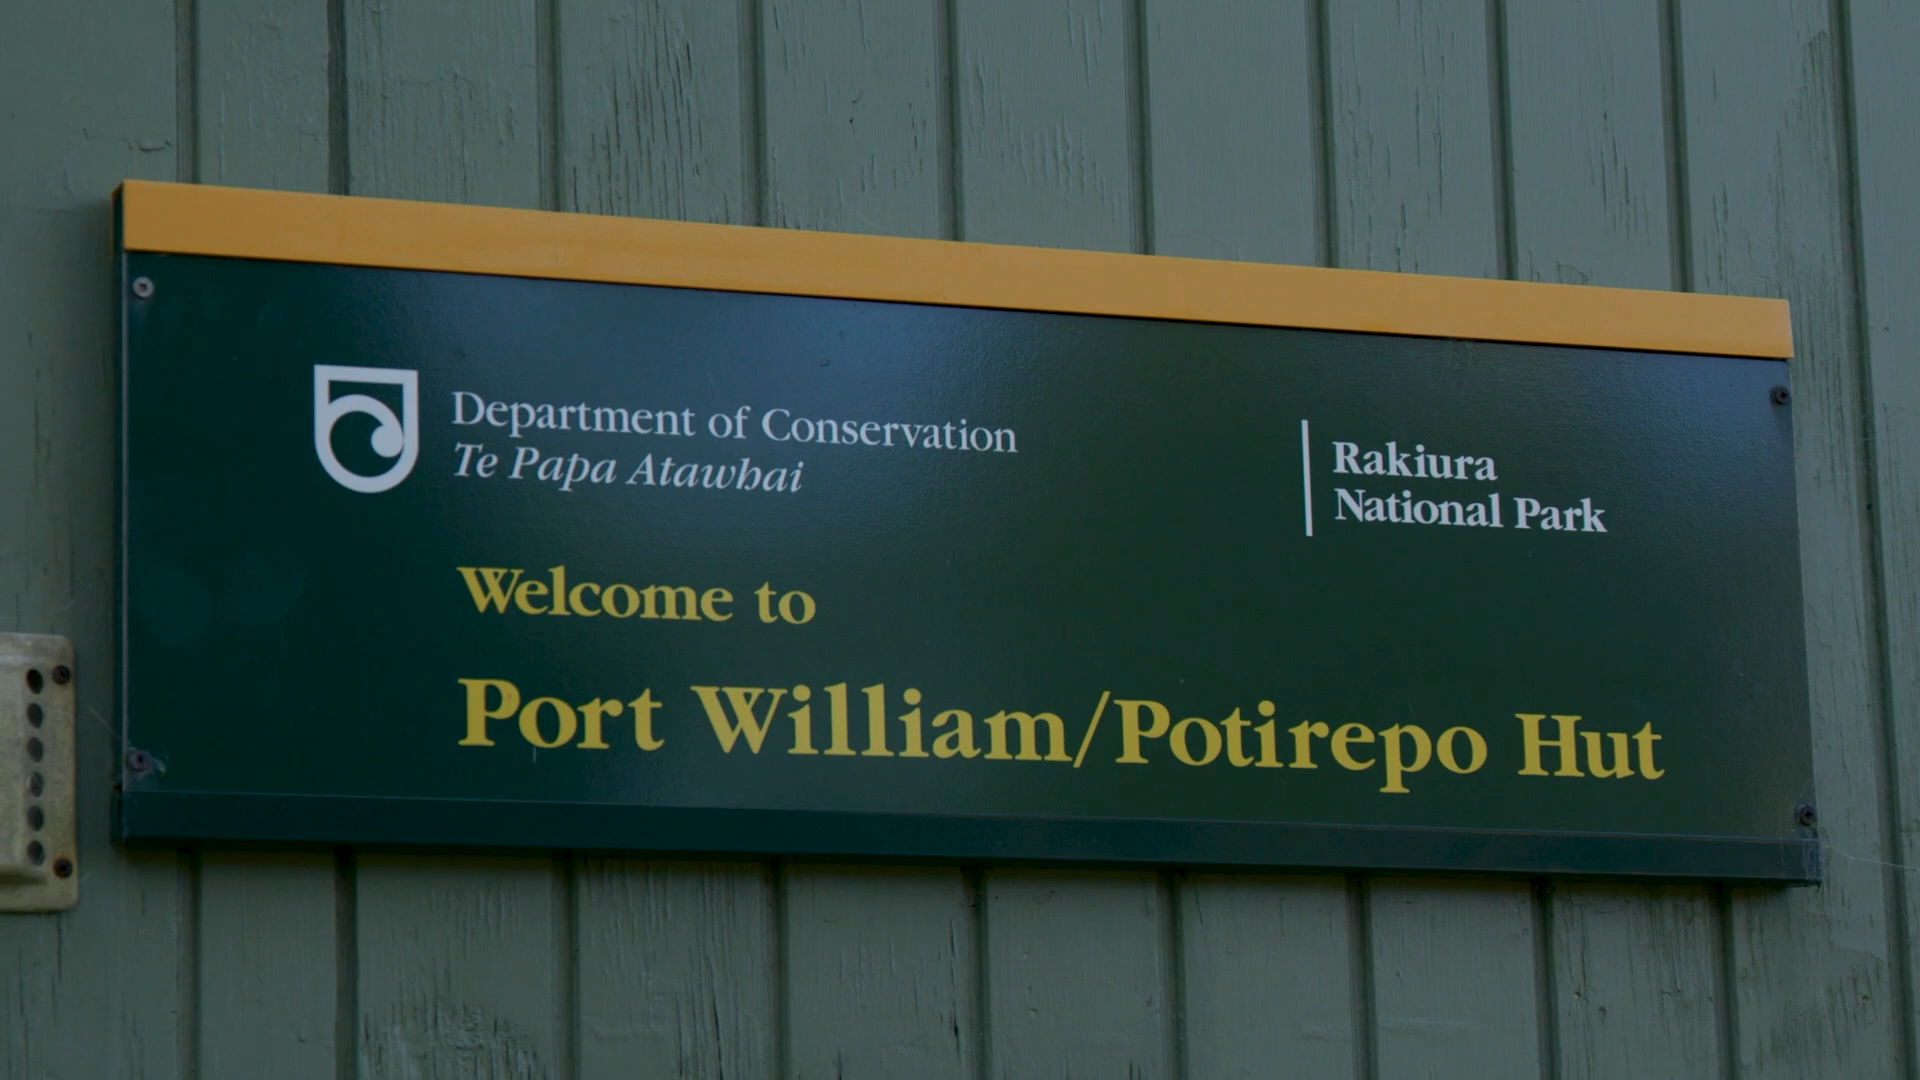 Department of Conservation
Te Papa Atawhai
Rakiura
National Park
Welcome to
Port William/Potirepo Hut